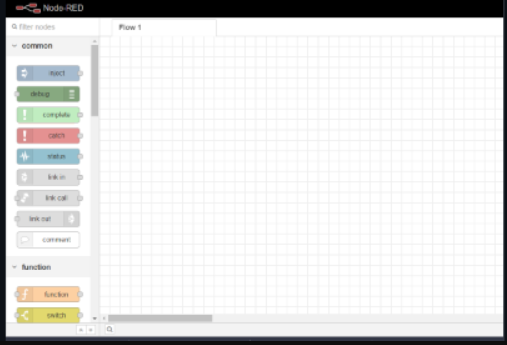 Node-RED
filter nodes
Flow 1
common
inject
debug
complete
catch
status
link in
link call
link out
comment
function
function
switch